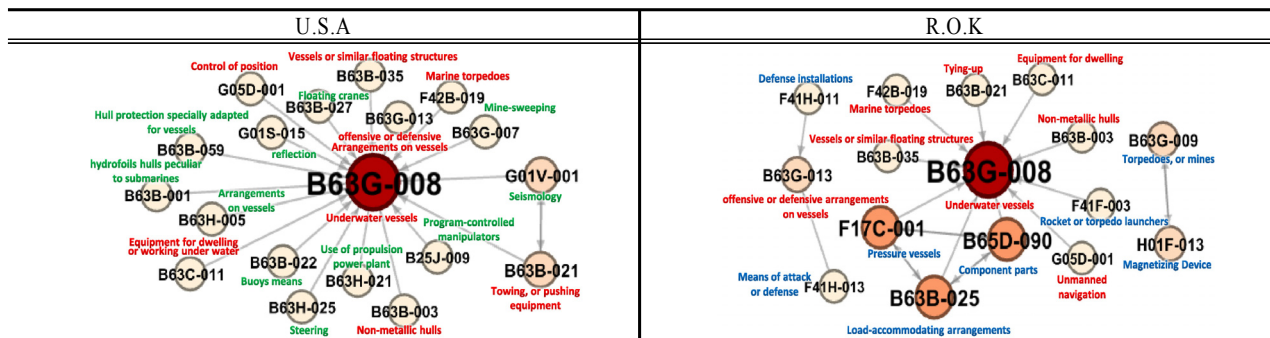 U.S.A
R.O.K
Vessels or similar floating structures
B63B-035
Control of position
G05D-001
Floating cranes
B63B-027
Marine torpedoes
F42B-019
B63G-013
offensive or defensive
Arrangements on vessels
Mine-sweeping
B63G-007
Hull protection specially adapted
for vessels
B63B-059
G01S-015
reflection
hydrofoils hulls peculiar
to submarines
B63B-001
B63G-008
Underwater vessels
G01V-001
Seismology
Arrangements
on vessels
B63H-005
Program-controlled
manipulators
B25J-009
Equipment for dwelling
or working under water
B63C-011
B63B-022
Buoys means
Use of propulsion
power plant
B63H-021
B63B-021
Towing, or pushing
equipment
B63H-025
Steering
B63B-003
Non-metallic hulls
Defense installations
F41H-011
F42B-019
Marine torpedoes
Tying-up
B63B-021
Equipment for dwelling
B63C-011
Non-metallic hulls
B63B-003
B63G-009
Torpedoes, or mines
Vessels or similar floating structures
B63B-035
B63G-008
Underwater vessels
B63G-013
offensive or defensive arrangements
on vessels
F41F-003
Rocket or torpedo launchers
F17C-001
Pressure vessels
B65D-090
Component parts
H01F-013
Magnetizing Device
G05D-001
Unmanned
navigation
Means of attack
or defense
F41H-013
B63B-025
Load-accommodating arrangements